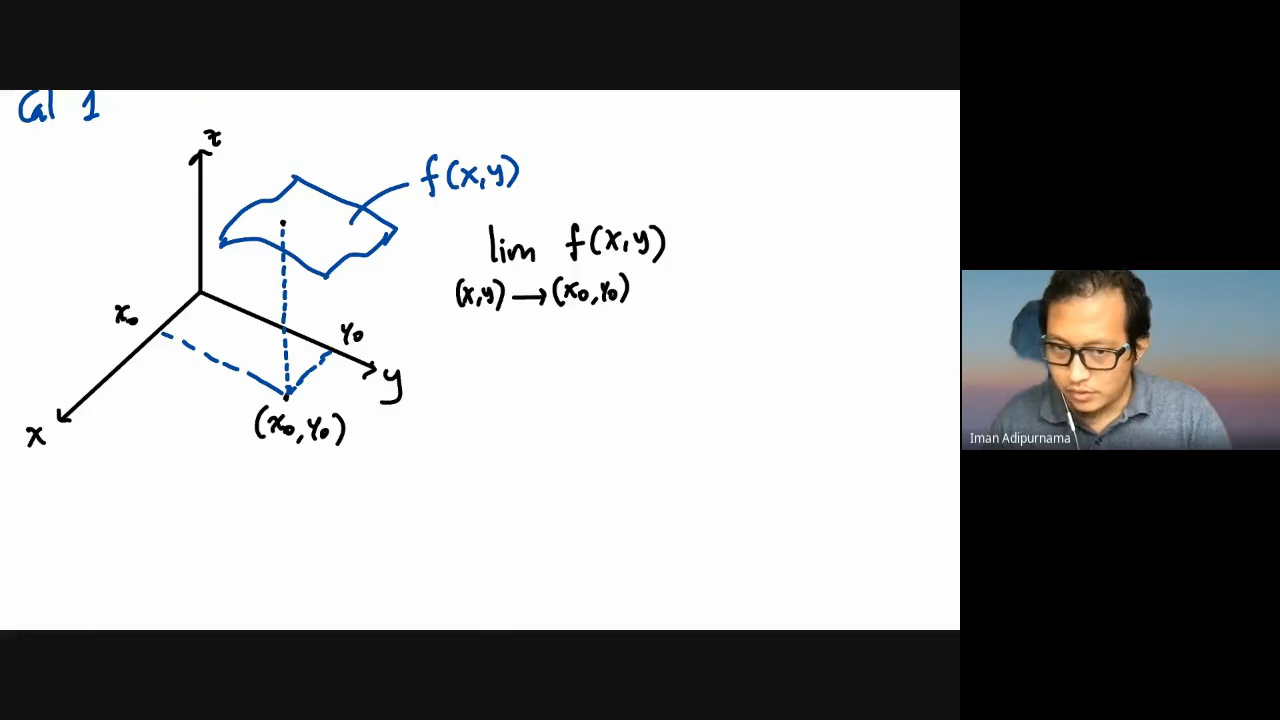 Cal 1
z
f(x,y)
lim f(x,y)
(x,y) → (x₀,y₀)
x₀
y₀
y
(x₀,y₀)
x
Iman Adipurnama